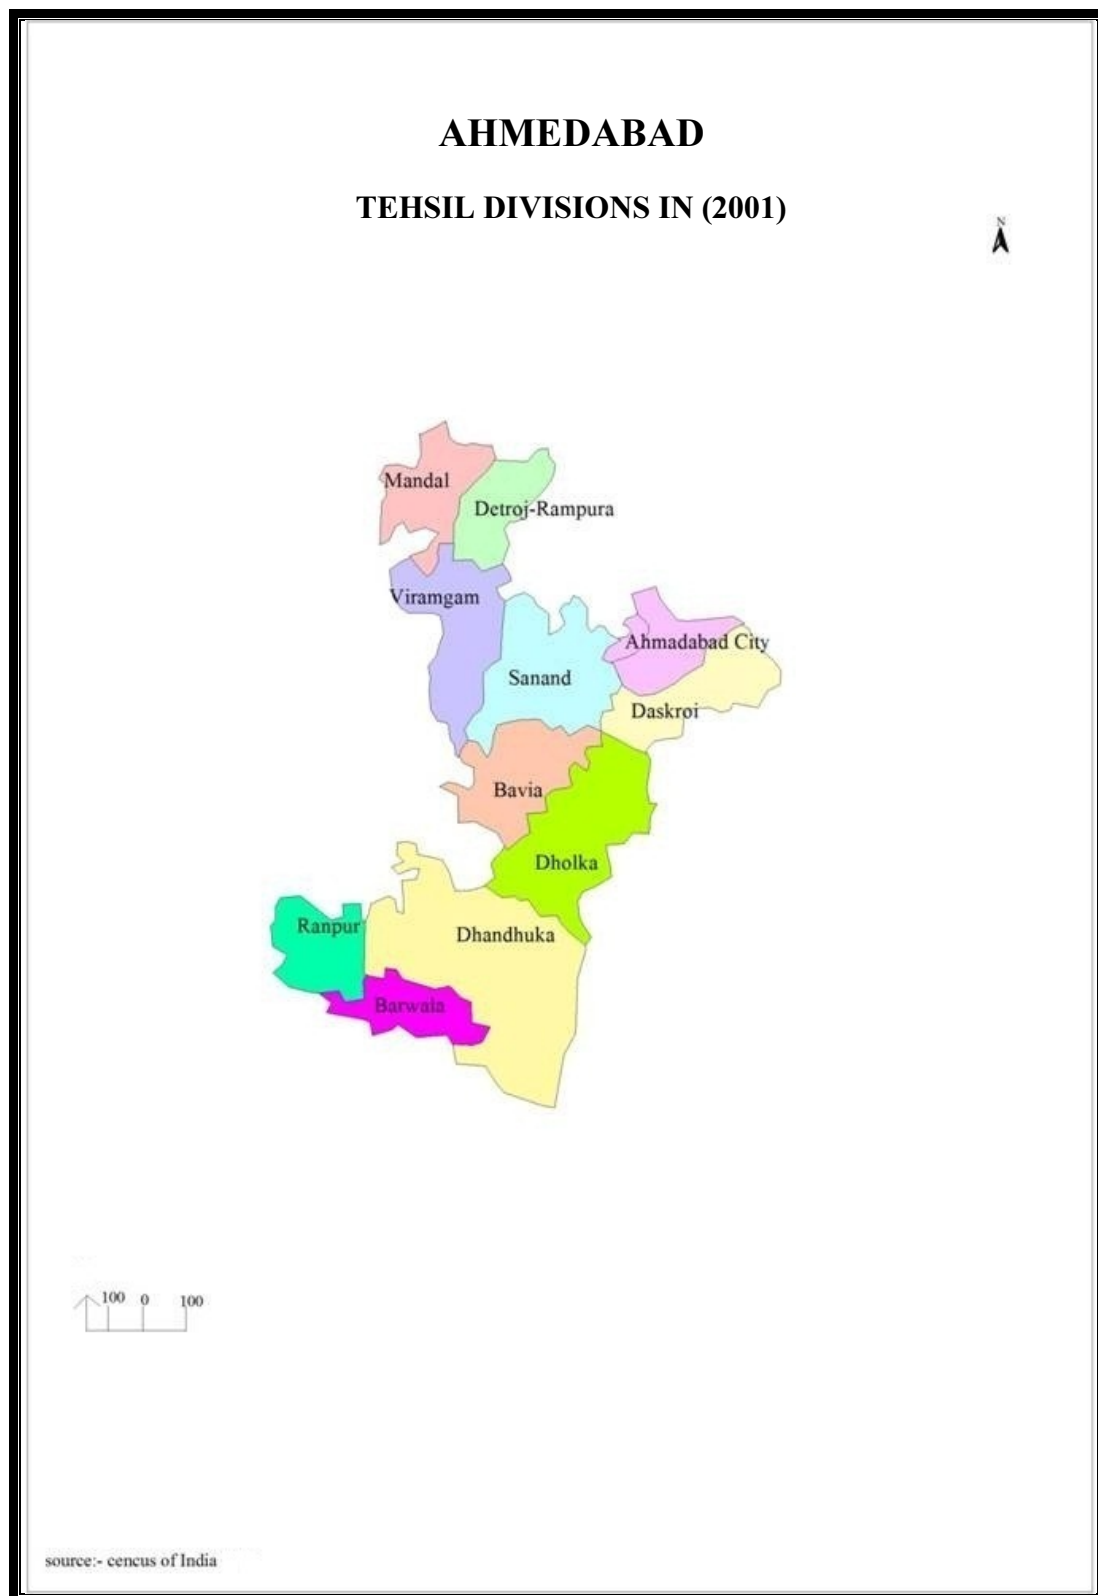 AHMEDABAD
TEHSIL DIVISIONS IN (2001)
N
Mandal
Detroj-Rampura
Viramgam
Ahmadabad City
Sanand
Daskroi
Bavia
Dholka
Ranpur
Dhandhuka
Barwala
100 0 100
source:- cencus of India